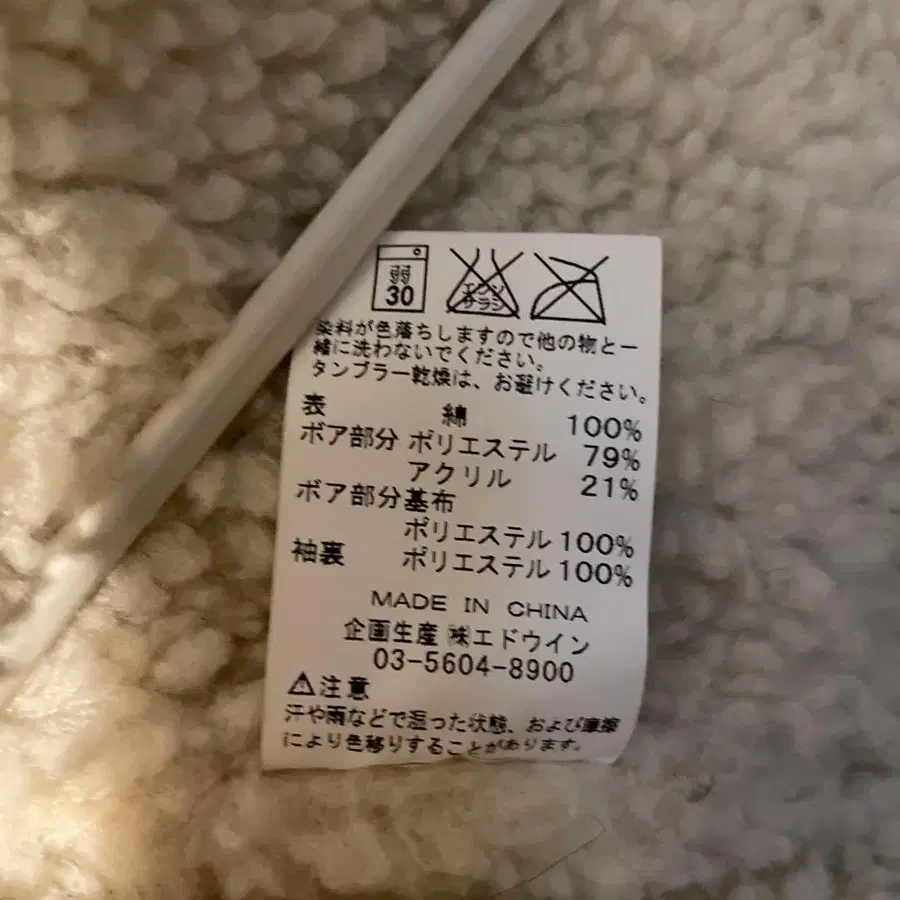 弱
30
エンソ
サラシ
染料が色落ちしますので他の物と一
緒に洗わないでください。
タンブラー乾燥は、お避けください。
表 綿 100%
ボア部分 ポリエステル 79%
アクリル 21%
ボア部分基布
ポリエステル 100%
袖裏 ポリエステル 100%
MADE IN CHINA
企画生産 ㈱エドウイン
03-5604-8900
⚠注意
汗や雨などで湿った状態、および摩擦
により色移りすることがあります。